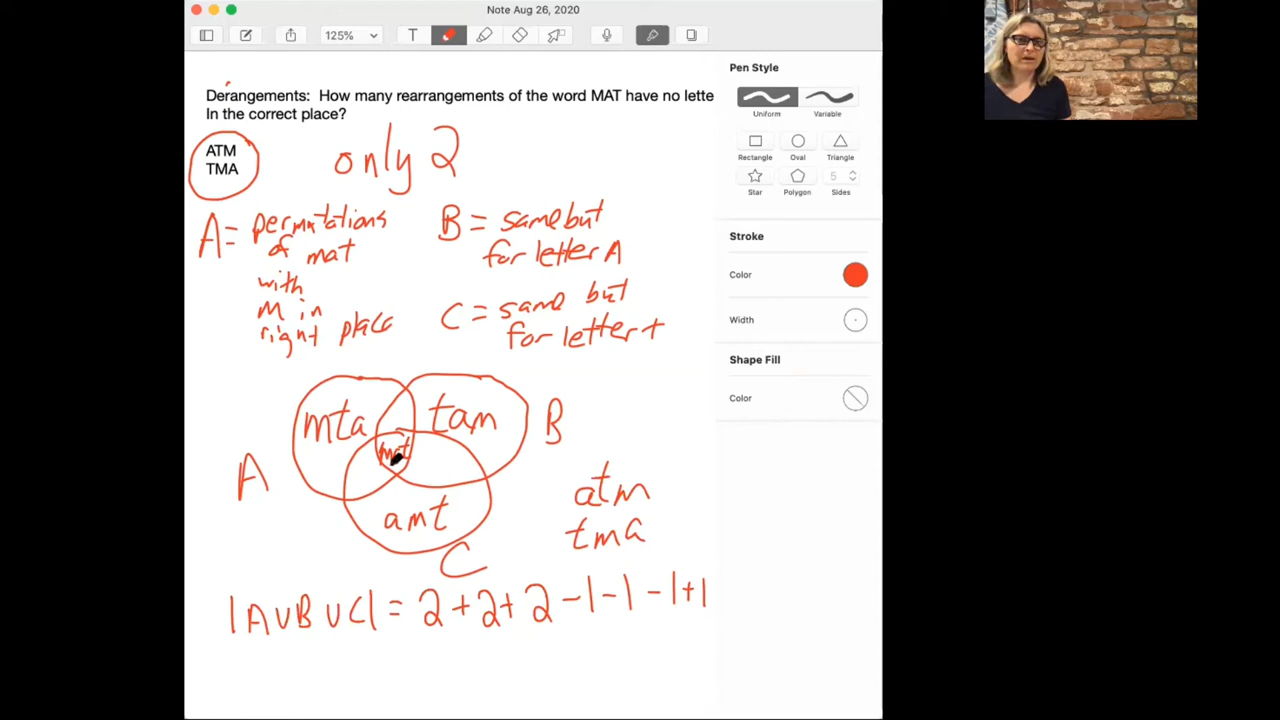 Note Aug 26, 2020
125%
T
Derangements: How many rearrangements of the word MAT have no lette
In the correct place?
ATM
TMA
only 2
A = permutations
of mat
with
M in
right place
B = same but
for letter A
C = same but
for letter t
mta
tam
B
mat
A
amt
C
atm
tma
|A∪B∪C| = 2+2+2-1-1-1+1
Pen Style
Uniform
Variable
Rectangle
Oval
Triangle
Star
Polygon
5
Sides
Stroke
Color
Width
Shape Fill
Color